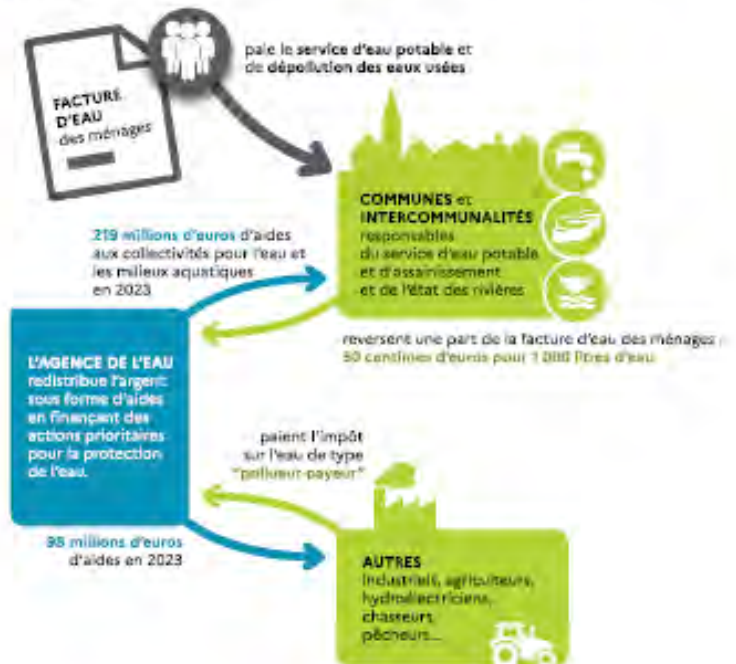 FACTURE
D'EAU
des ménages
paie le service d'eau potable et
de dépollution des eaux usées
COMMUNES et
INTERCOMMUNALITÉS
responsables
du service d'eau potable
et d'assainissement
et de l'état des rivières
219 millions d'euros d'aides
aux collectivités pour l'eau et
les milieux aquatiques
en 2023
reversent une part de la facture d'eau des ménages :
50 centimes d'euros pour 1 000 litres d'eau
L'AGENCE DE L'EAU
redistribue l'argent
sous forme d'aides
en finançant des
actions prioritaires
pour la protection
de l'eau.
paient l'impôt
sur l'eau de type
"pollueur-payeur"
98 millions d'euros
d'aides en 2023
AUTRES
industriels, agriculteurs,
hydroélectriciens,
chasseurs,
pêcheurs...